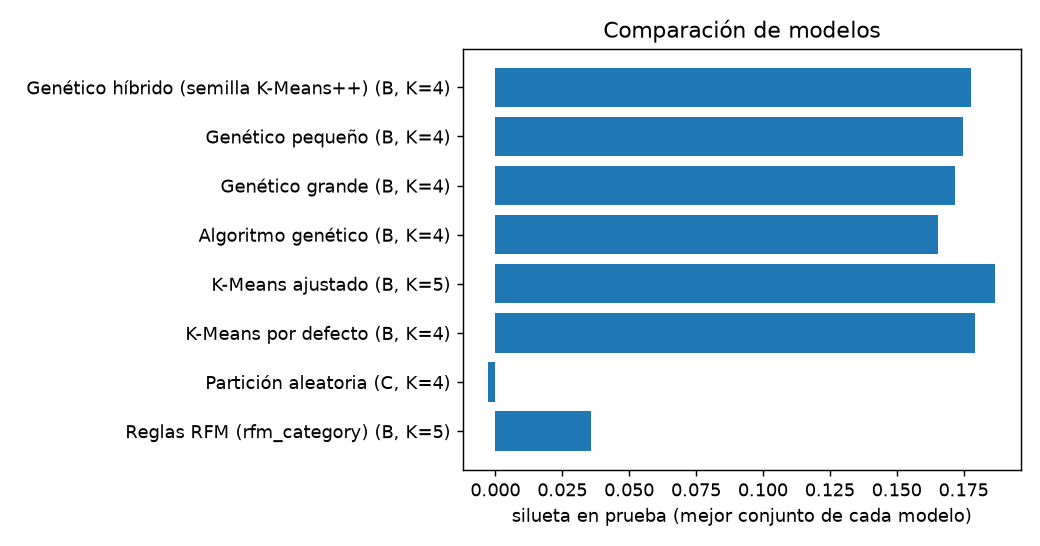 Comparación de modelos
Genético híbrido (semilla K-Means++) (B, K=4)
Genético pequeño (B, K=4)
Genético grande (B, K=4)
Algoritmo genético (B, K=4)
K-Means ajustado (B, K=5)
K-Means por defecto (B, K=4)
Partición aleatoria (C, K=4)
Reglas RFM (rfm_category) (B, K=5)
0.000 0.025 0.050 0.075 0.100 0.125 0.150 0.175
silueta en prueba (mejor conjunto de cada modelo)